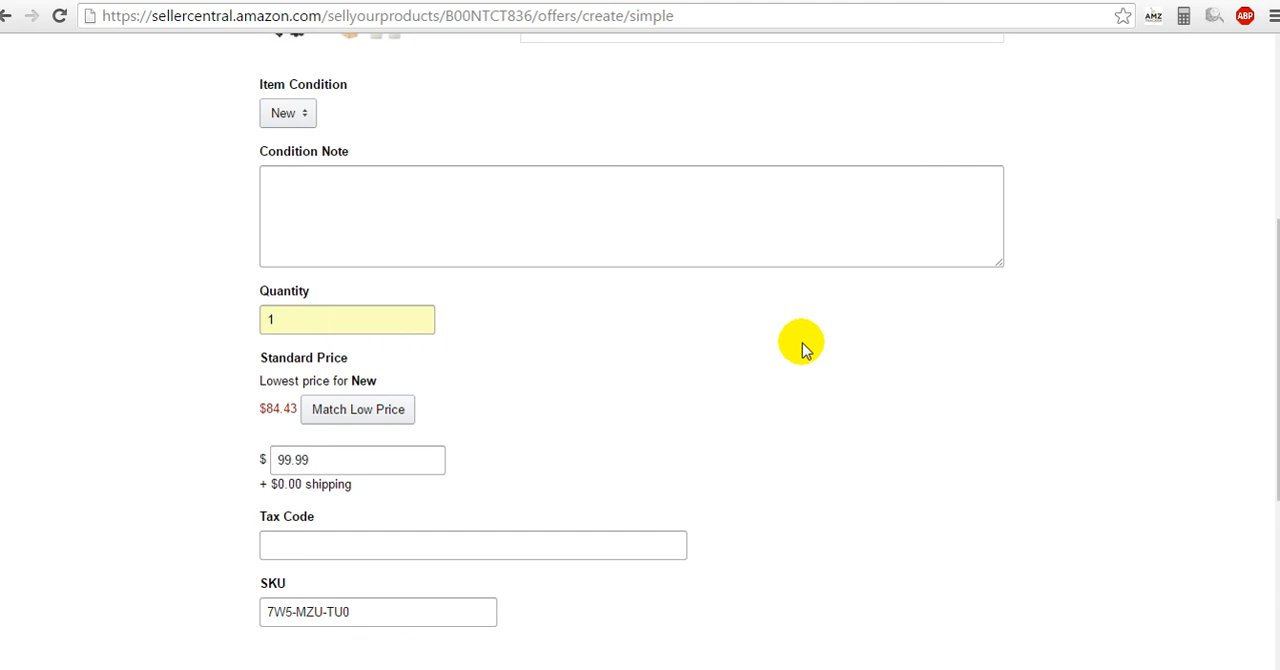 https://sellercentral.amazon.com/sellyourproducts/B00NTCT836/offers/create/simple
AMZ
ABP
Item Condition
New
Condition Note
Quantity
1
Standard Price
Lowest price for New
$84.43 Match Low Price
$ 99.99
+ $0.00 shipping
Tax Code
SKU
7W5-MZU-TU0